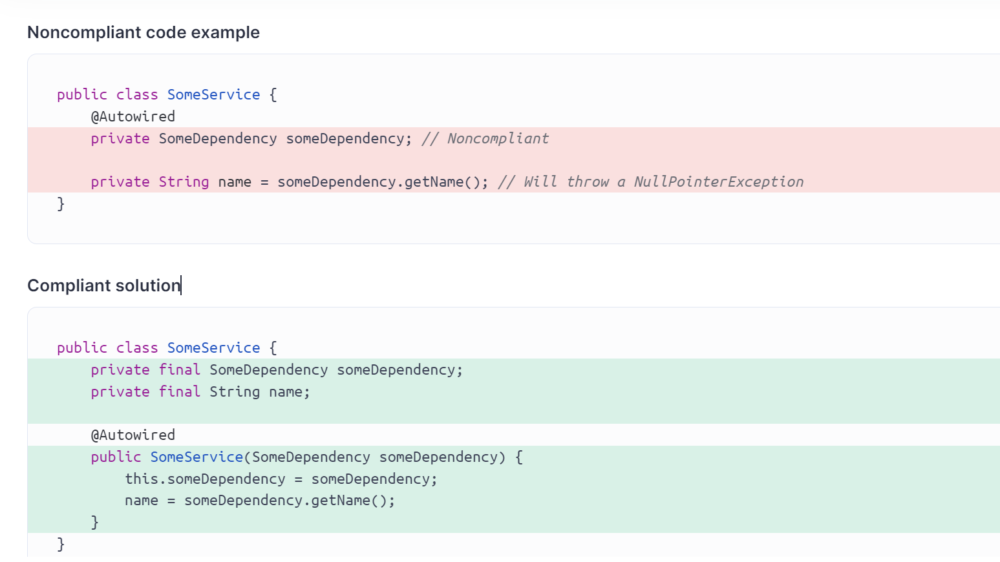 Noncompliant code example
public class SomeService {
    @Autowired
    private SomeDependency someDependency; // Noncompliant
    private String name = someDependency.getName(); // Will throw a NullPointerException
}
Compliant solution
public class SomeService {
    private final SomeDependency someDependency;
    private final String name;
    @Autowired
    public SomeService(SomeDependency someDependency) {
        this.someDependency = someDependency;
        name = someDependency.getName();
    }
}